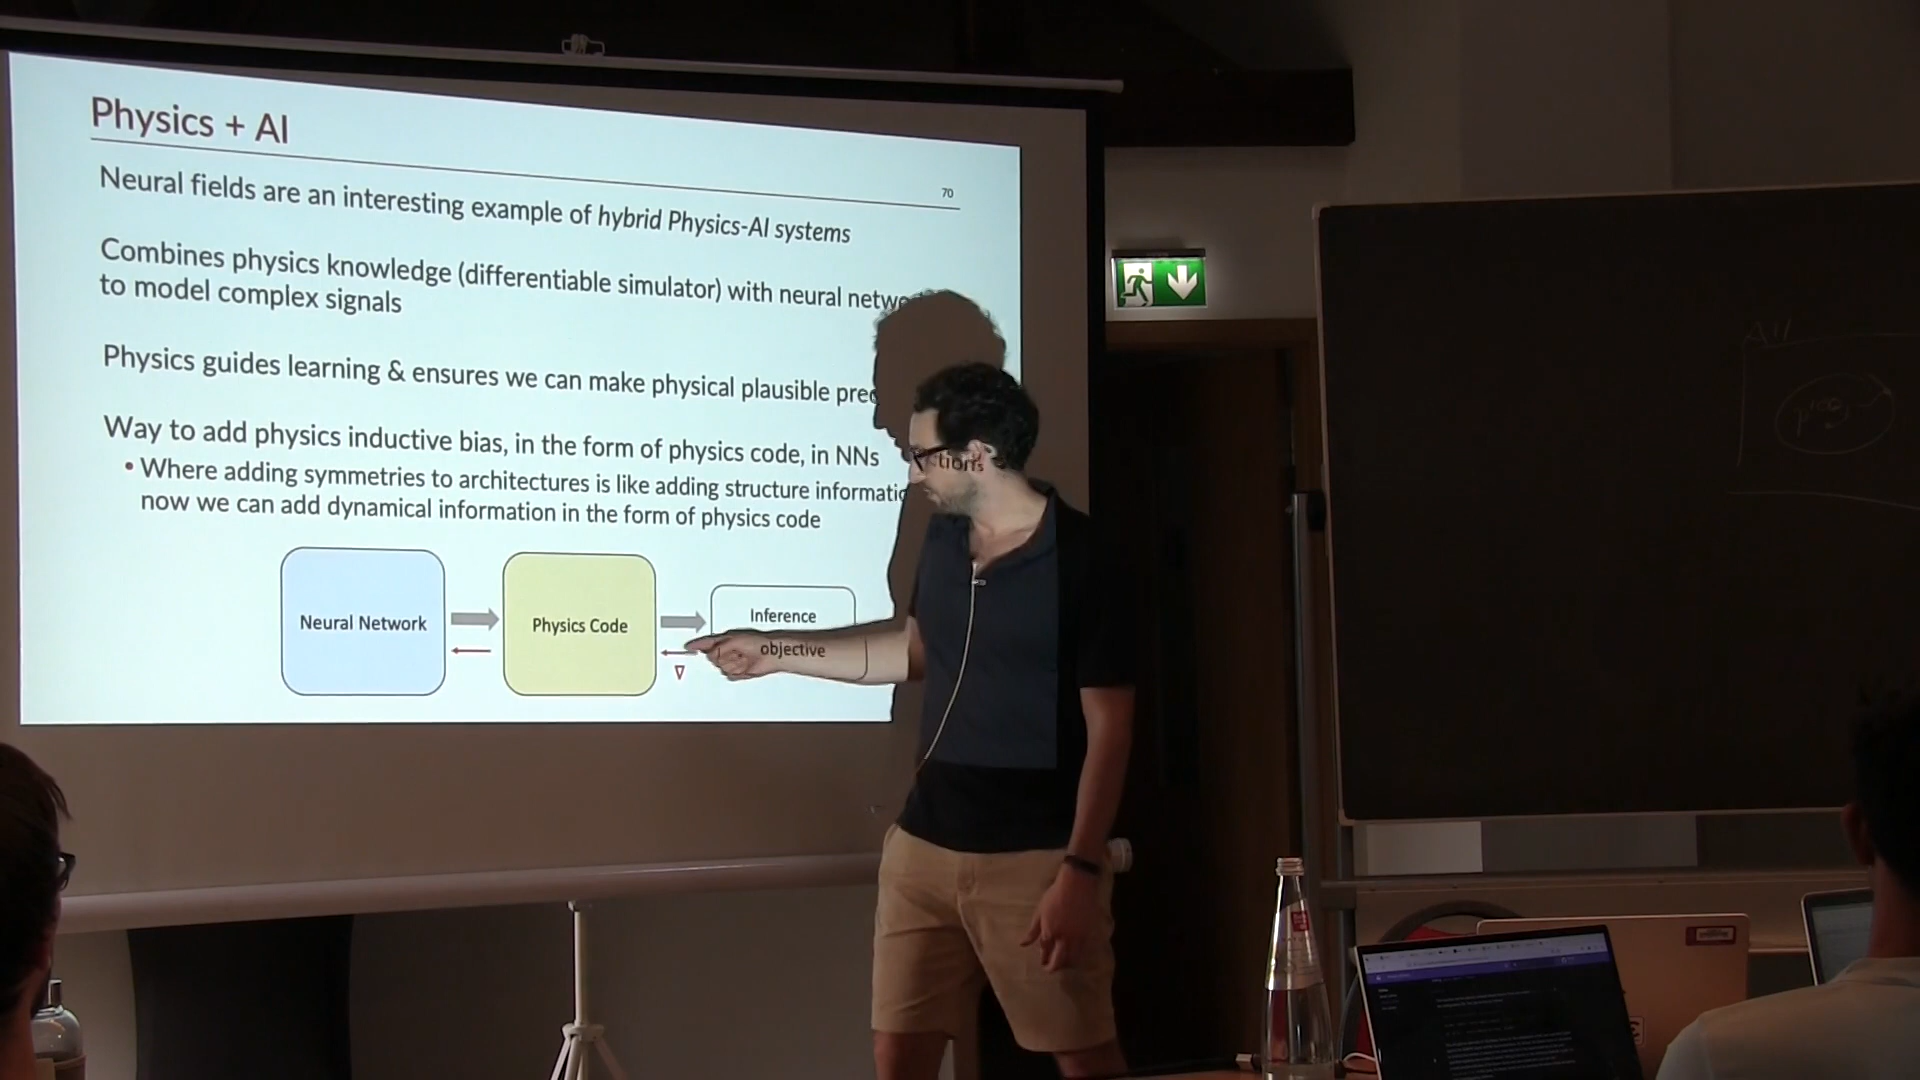 Physics + AI
70
Neural fields are an interesting example of hybrid Physics-AI systems
Combines physics knowledge (differentiable simulator) with neural
to model complex signals
Physics guides learning & ensures we can make physical plausible
Way to add physics inductive bias, in the form of physics code, in NNs
• Where adding symmetries to architectures is like adding structure
now we can add dynamical information in the form of physics code
Neural Network
Physics Code
Inference
objective
∇